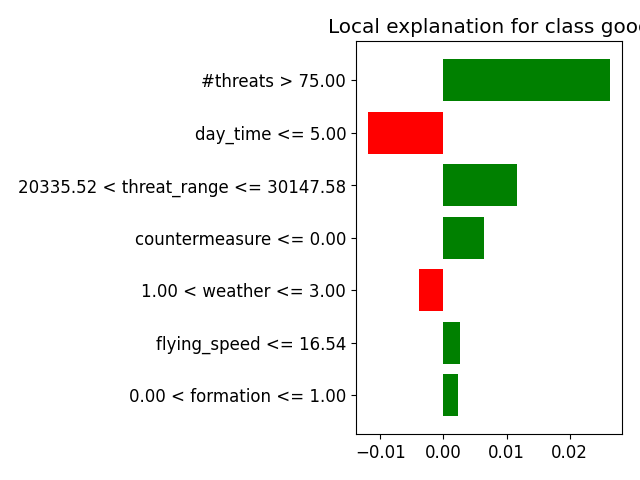 Local explanation for class goo
#threats > 75.00
day_time <= 5.00
20335.52 < threat_range <= 30147.58
countermeasure <= 0.00
1.00 < weather <= 3.00
flying_speed <= 16.54
0.00 < formation <= 1.00
−0.01 0.00 0.01 0.02